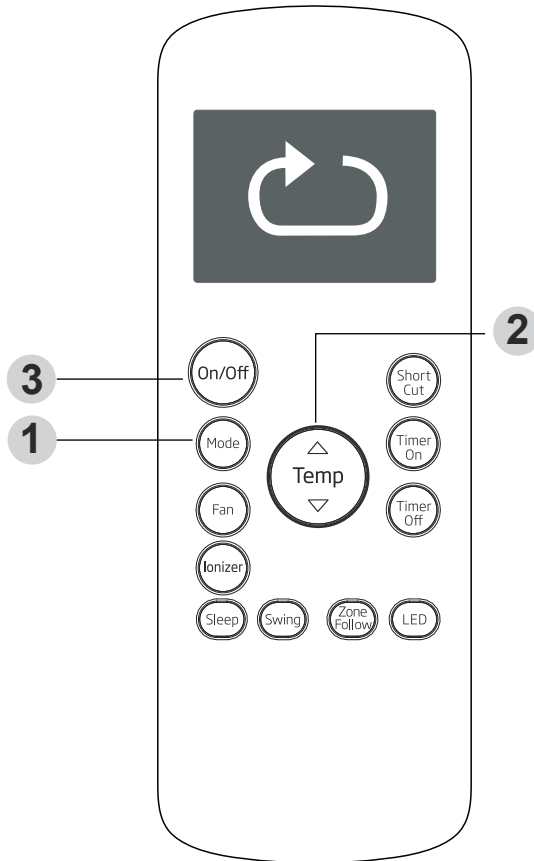 2
3
On/Off
Short
Cut
1
Mode
Temp
Timer
On
Fan
Timer
Off
Ionizer
Sleep
Swing
Zone
Follow
LED